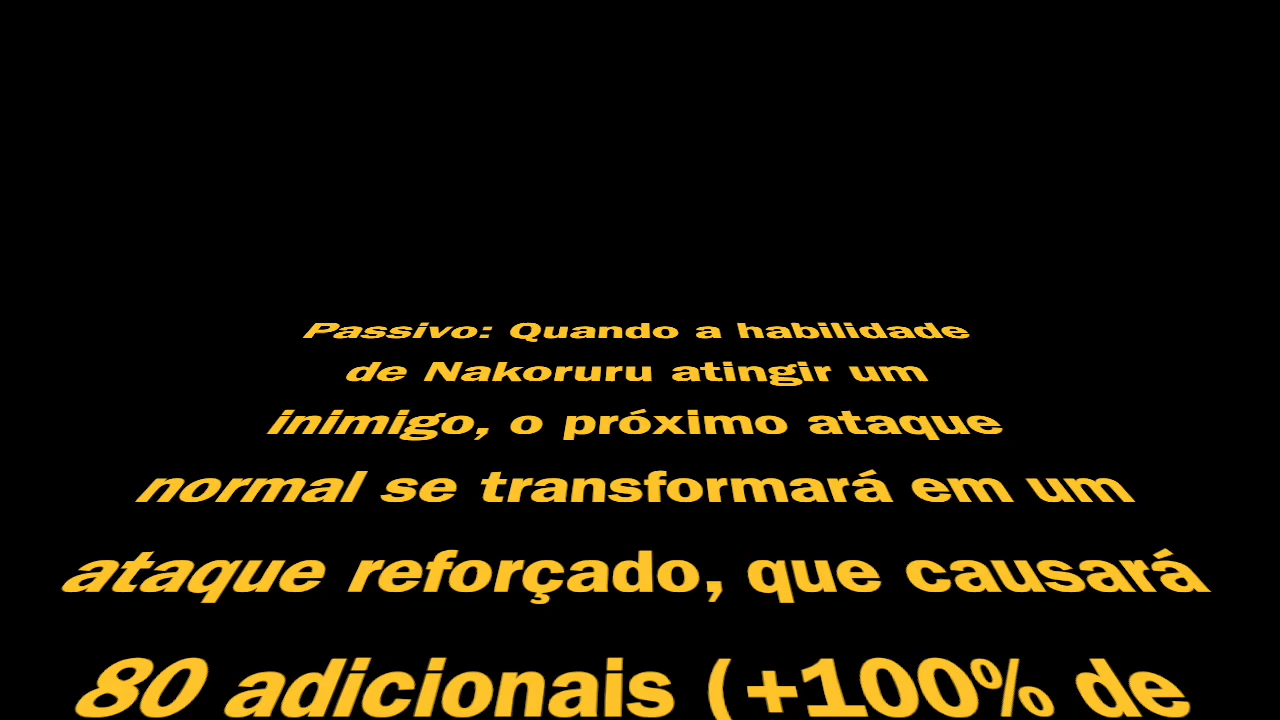 Passivo: Quando a habilidade
de Nakoruru atingir um
inimigo, o próximo ataque
normal se transformará em um
ataque reforçado, que causará
80 adicionais (+100% de